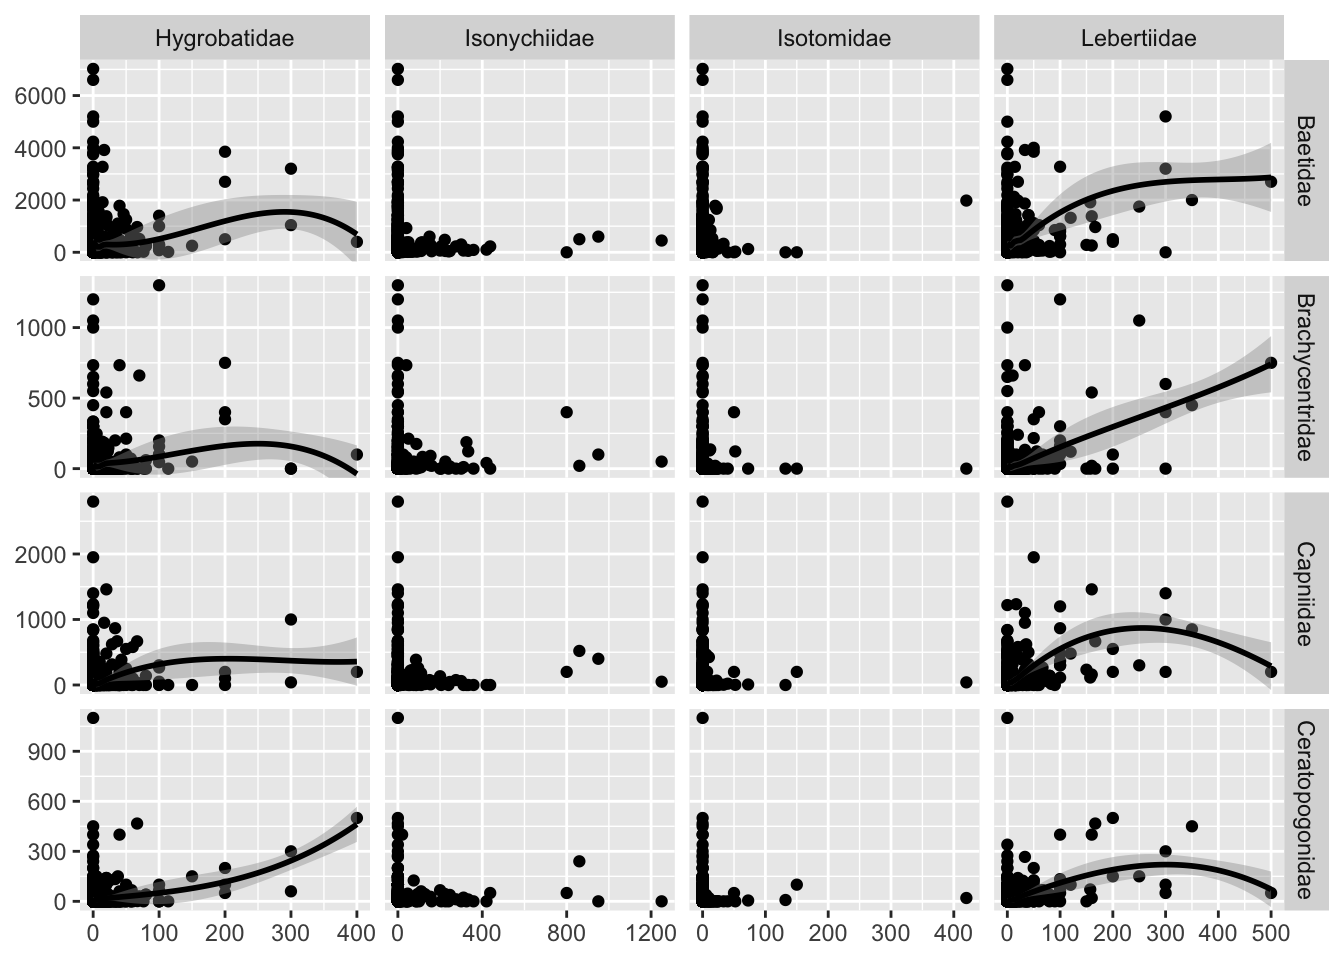 Hygrobatidae Isonychiidae Isotomidae Lebertiidae
6000
4000
2000
0
Baetidae
1000
500
0
Brachycentridae
2000
1000
0
Capniidae
900
600
300
0
Ceratopogonidae
0 100 200 300 400 0 400 800 1200 0 100 200 300 400 0 100 200 300 400 500